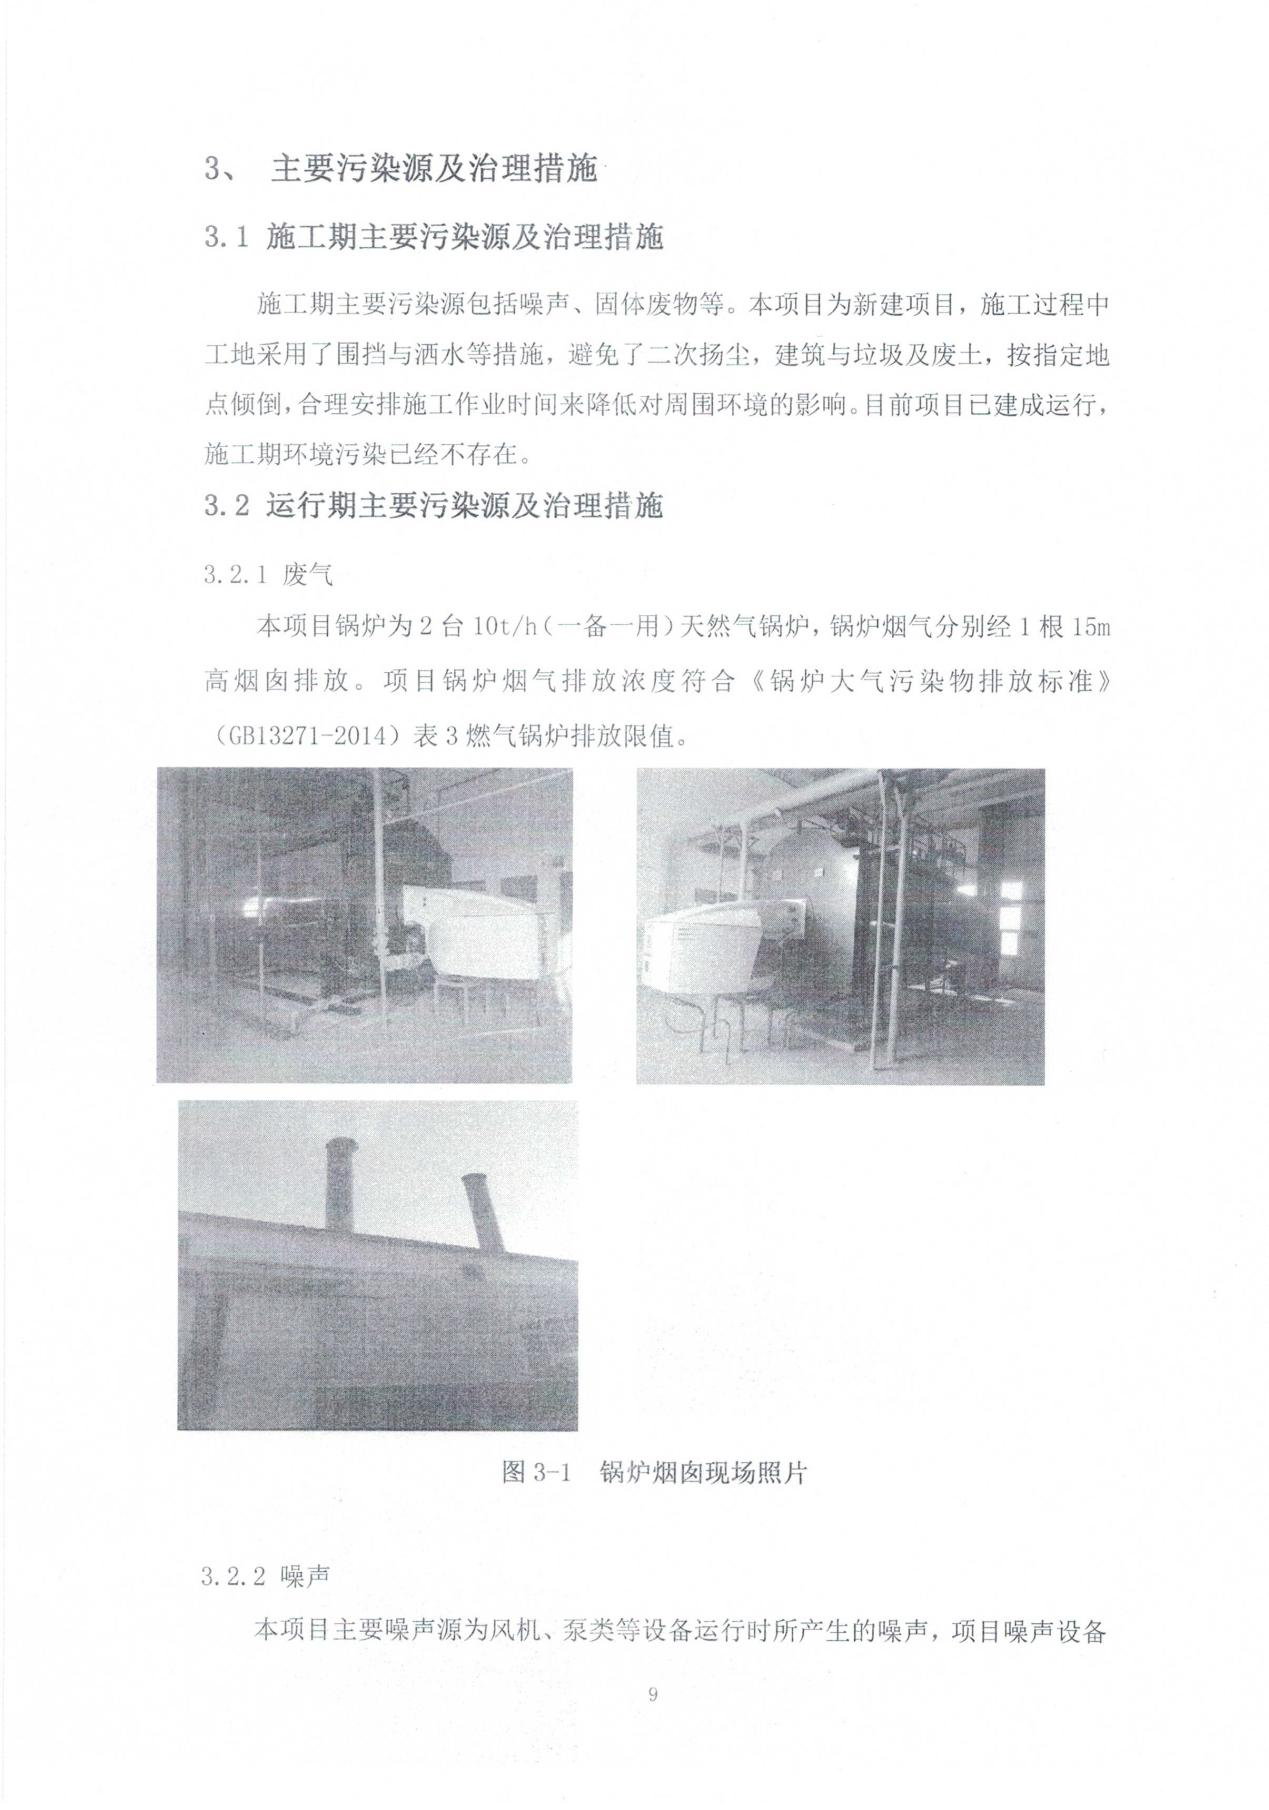 3、 主要污染源及治理措施
3.1 施工期主要污染源及治理措施
施工期主要污染源包括噪声、固体废物等。本项目为新建项目，施工过程中
工地采用了围挡与洒水等措施，避免了二次扬尘，建筑与垃圾及废土，按指定地
点倾倒，合理安排施工作业时间来降低对周围环境的影响。目前项目已建成运行，
施工期环境污染已经不存在。
3.2 运行期主要污染源及治理措施
3.2.1 废气
本项目锅炉为2台10t/h（一备一用）天然气锅炉，锅炉烟气分别经1根15m
高烟囱排放。项目锅炉烟气排放浓度符合《锅炉大气污染物排放标准》
（GB13271-2014）表3燃气锅炉排放限值。
图3-1 锅炉烟囱现场照片
3.2.2 噪声
本项目主要噪声源为风机、泵类等设备运行时所产生的噪声，项目噪声设备
9